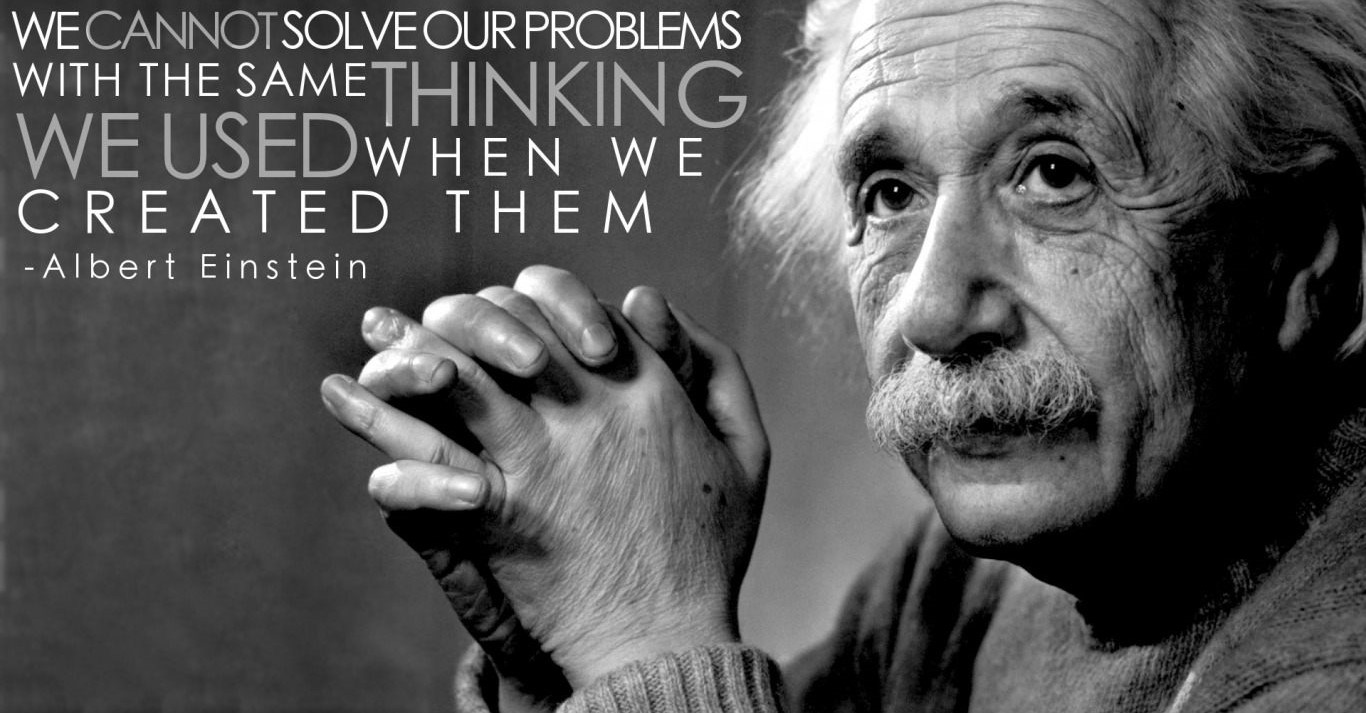 WE CANNOT SOLVE OUR PROBLEMS
WITH THE SAME THINKING
WE USED WHEN WE
CREATED THEM
-Albert Einstein